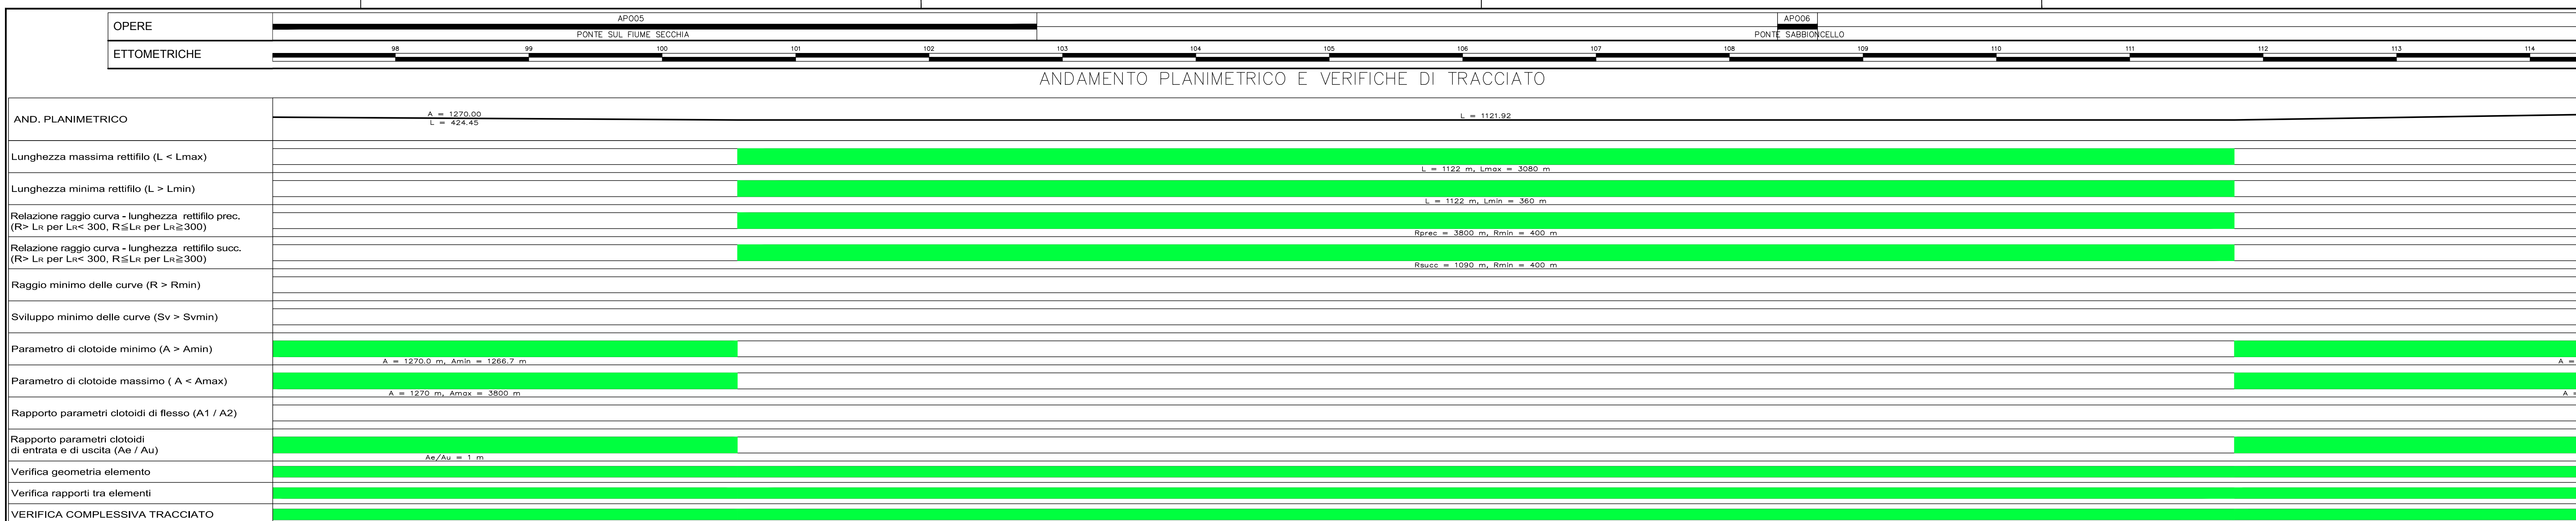 OPERE
AP005
AP006
PONTE SUL FIUME SECCHIA
PONTE SABBIONCELLO
ETTOMETRICHE
98 99 100 101 102 103 104 105 106 107 108 109 110 111 112 113 114
ANDAMENTO PLANIMETRICO E VERIFICHE DI TRACCIATO
AND. PLANIMETRICO
A = 1270.00
L = 424.45
L = 1121.92
Lunghezza massima rettifilo (L < Lmax)
L = 1122 m, Lmax = 3080 m
Lunghezza minima rettifilo (L > Lmin)
L = 1122 m, Lmin = 360 m
Relazione raggio curva - lunghezza rettifilo prec.
(R> LR per LR< 300, R≦LR per LR≧300)
Rprec = 3800 m, Rmin = 400 m
Relazione raggio curva - lunghezza rettifilo succ.
(R> LR per LR< 300, R≦LR per LR≧300)
Rsucc = 1090 m, Rmin = 400 m
Raggio minimo delle curve (R > Rmin)
Sviluppo minimo delle curve (Sv > Svmin)
Parametro di clotoide minimo (A > Amin)
A = 1270.0 m, Amin = 1266.7 m
A =
Parametro di clotoide massimo ( A < Amax)
A = 1270 m, Amax = 3800 m
A =
Rapporto parametri clotoidi di flesso (A1 / A2)
Rapporto parametri clotoidi
di entrata e di uscita (Ae / Au)
Ae/Au = 1 m
Verifica geometria elemento
Verifica rapporti tra elementi
VERIFICA COMPLESSIVA TRACCIATO